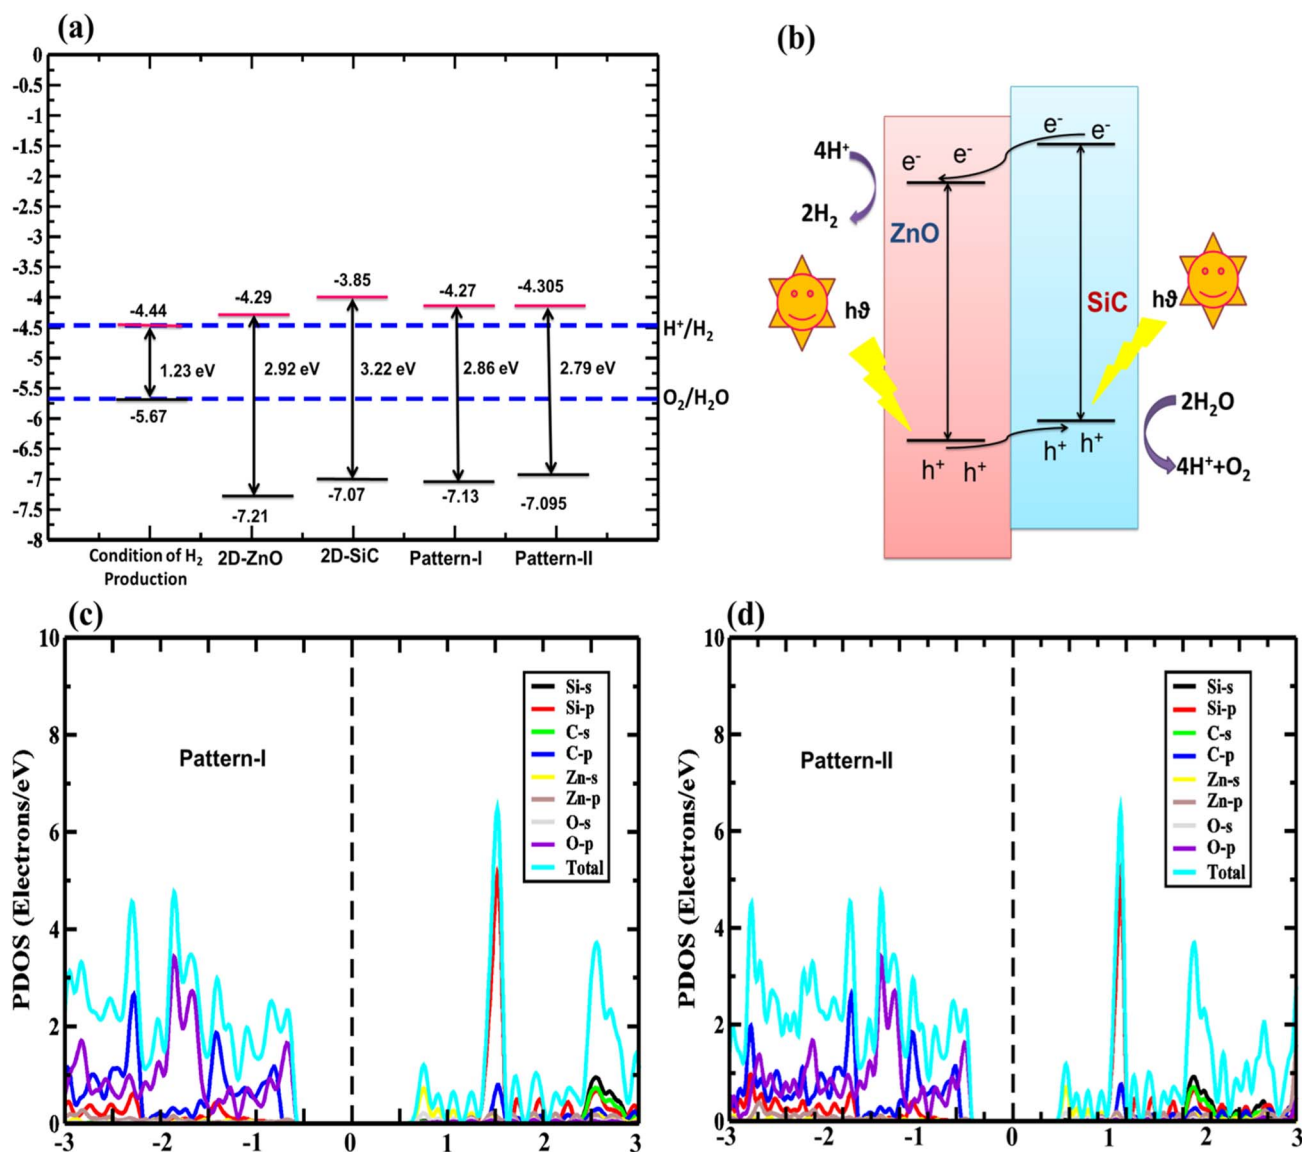 (a)
0
-0.5
-1
-1.5
-2
-2.5
-3
-3.5
-4
-4.5
-5
-5.5
-6
-6.5
-7
-7.5
-8
-4.44
-4.29
-3.85
-4.27
-4.305
H⁺/H₂
1.23 eV
2.92 eV
3.22 eV
2.86 eV
2.79 eV
O₂/H₂O
-5.67
-7.21
-7.07
-7.13
-7.095
Condition of H₂
Production
2D-ZnO
2D-SiC
Pattern-I
Pattern-II
(b)
e⁻ e⁻
4H⁺
e⁻ e⁻
2H₂
ZnO
SiC
hϑ
hϑ
2H₂O
h⁺ h⁺
h⁺ h⁺
4H⁺+O₂
(c)
10
8
6
4
2
0
PDOS (Electrons/eV)
Pattern-I
Si-s
Si-p
C-s
C-p
Zn-s
Zn-p
O-s
O-p
Total
-3 -2 -1 0 1 2 3
(d)
10
8
6
4
2
0
PDOS (Electrons/eV)
Pattern-II
Si-s
Si-p
C-s
C-p
Zn-s
Zn-p
O-s
O-p
Total
-3 -2 -1 0 1 2 3